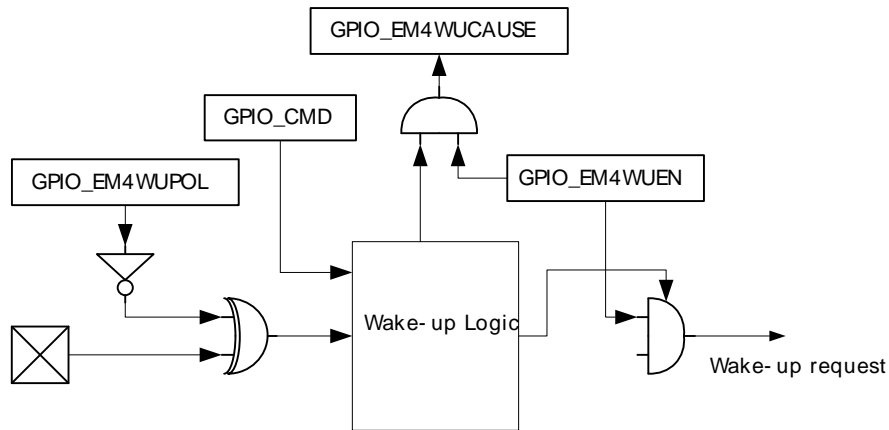 GPIO_EM4WUCAUSE
GPIO_CMD
GPIO_EM4WUPOL
GPIO_EM4WUEN
Wake- up Logic
Wake- up request